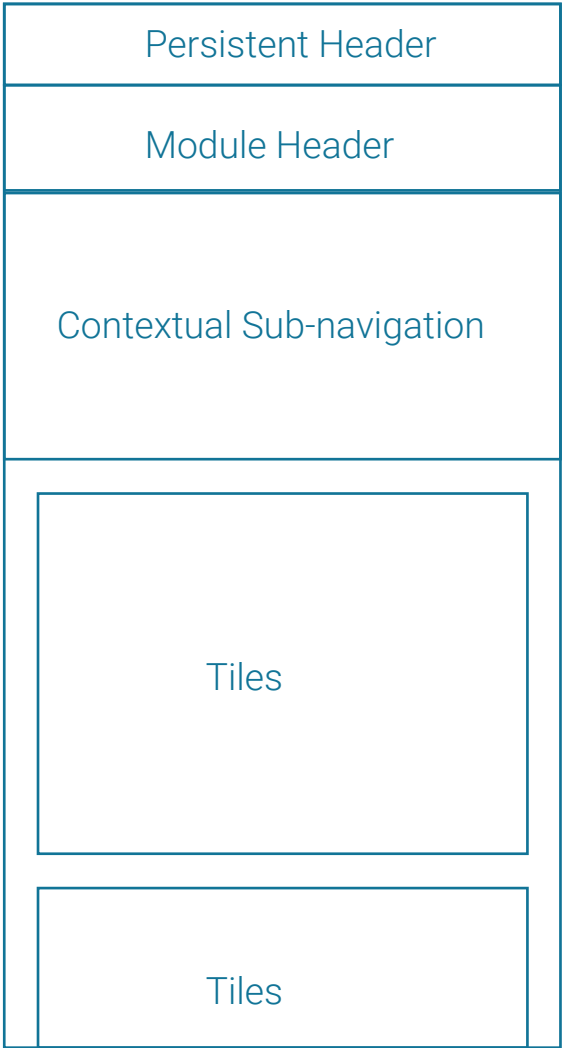 Persistent Header
Module Header
Contextual Sub-navigation
Tiles
Tiles